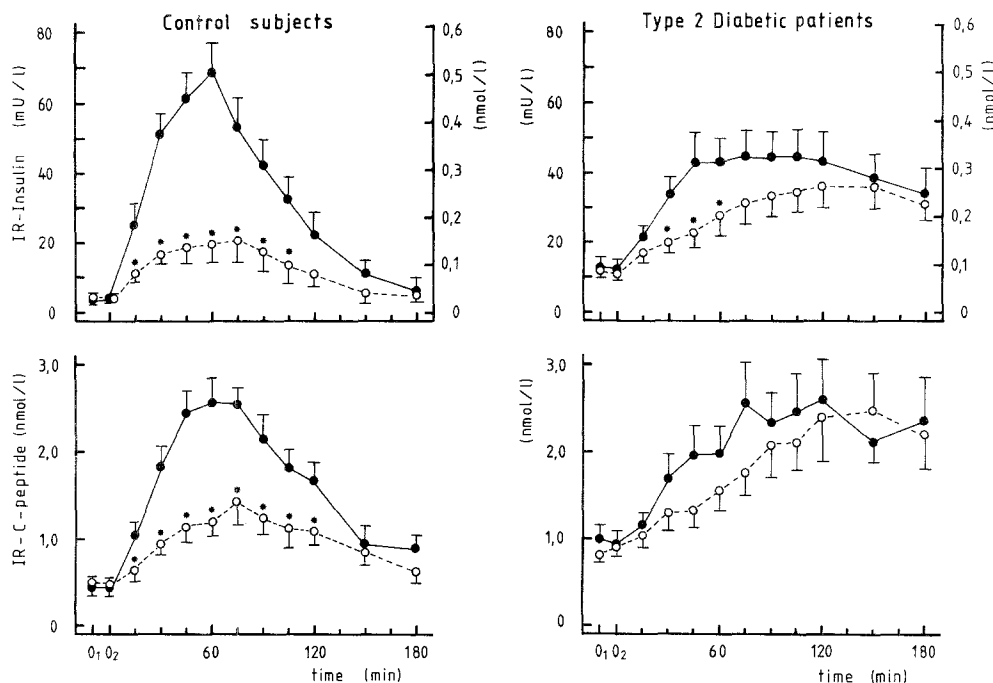 Control subjects
Type 2 Diabetic patients
IR-Insulin (mU/l)
80
60
40
20
0
0,6
0,5
0,4
0,3
0,2
0,1
0
(nmol/l)
(mU/l)
80
60
40
20
0
0,6
0,5
0,4
0,3
0,2
0,1
0
(nmol/l)
* * * * * * *
* * *
IR-C-peptide (nmol/l)
3,0
2,0
1,0
0
* * * * * * * *
(nmol/l)
3,0
2,0
1,0
0
0₁ 0₂ 60 120 180
time (min)
0₁ 0₂ 60 120 180
time (min)